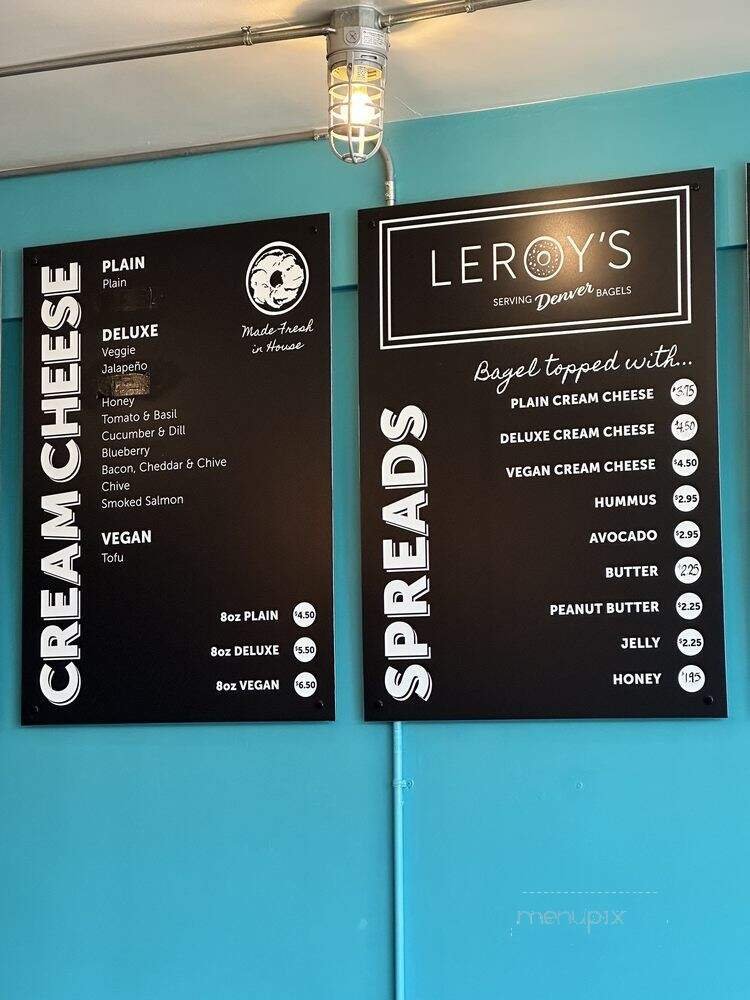 CREAM CHEESE
PLAIN
Plain
DELUXE
Veggie
Jalapeño
Honey
Tomato & Basil
Cucumber & Dill
Blueberry
Bacon, Cheddar & Chive
Chive
Smoked Salmon
VEGAN
Tofu
Made Fresh
in House
8oz PLAIN $4.50
8oz DELUXE $5.50
8oz VEGAN $6.50
LEROY'S
SERVING Denver BAGELS
SPREADS
Bagel topped with...
PLAIN CREAM CHEESE $3.75
DELUXE CREAM CHEESE $4.50
VEGAN CREAM CHEESE $4.50
HUMMUS $2.95
AVOCADO $2.95
BUTTER $2.25
PEANUT BUTTER $2.25
JELLY $2.25
HONEY $1.95
menupix